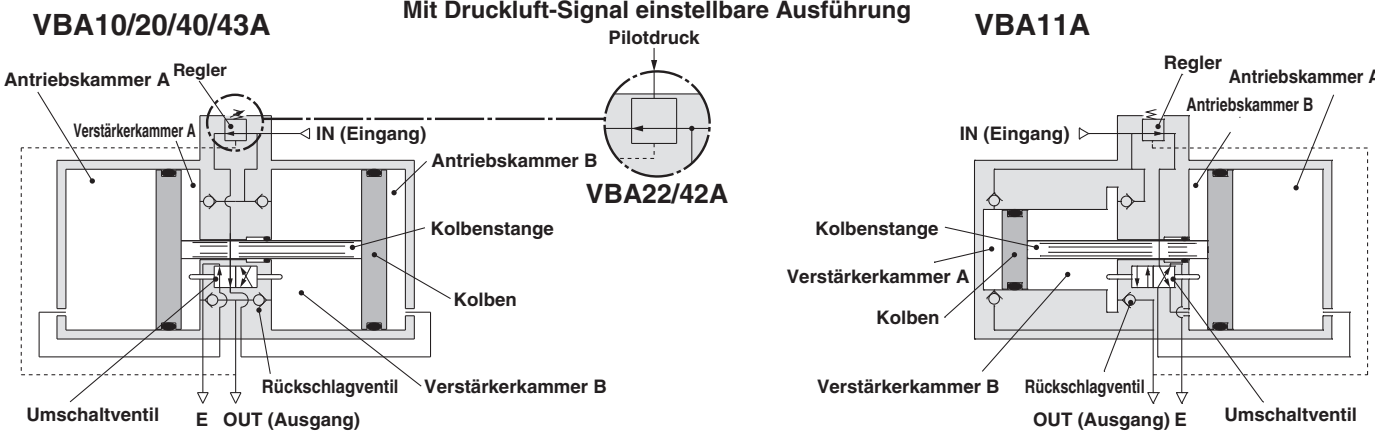 Mit Druckluft-Signal einstellbare Ausführung
VBA10/20/40/43A
Pilotdruck
Antriebskammer A
Regler
Verstärkerkammer A
IN (Eingang)
Antriebskammer B
VBA22/42A
Kolbenstange
Kolben
Rückschlagventil
Verstärkerkammer B
Umschaltventil
E
OUT (Ausgang)
VBA11A
Regler
Antriebskammer A
Antriebskammer B
IN (Eingang)
Kolbenstange
Verstärkerkammer A
Kolben
Verstärkerkammer B
Rückschlagventil
OUT (Ausgang)
E
Umschaltventil